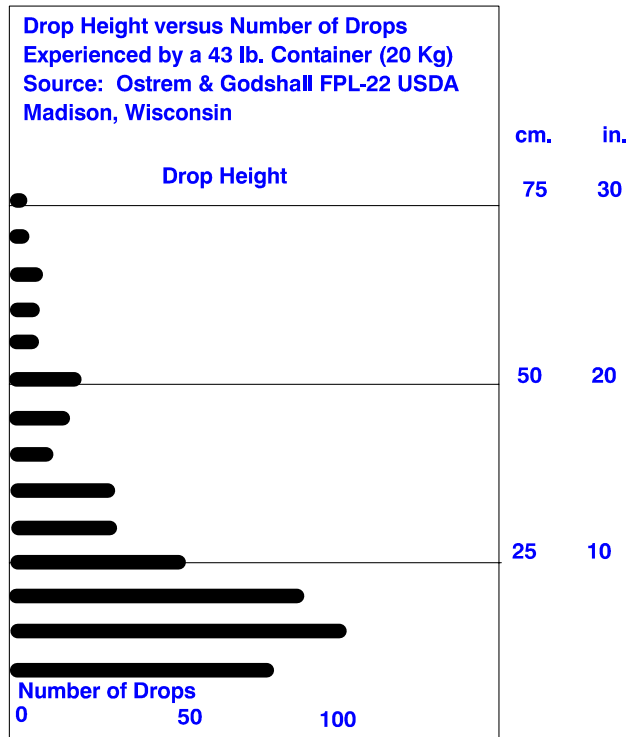 Drop Height versus Number of Drops
Experienced by a 43 lb. Container (20 Kg)
Source: Ostrem & Godshall FPL-22 USDA
Madison, Wisconsin
cm. in.
Drop Height
75 30
50 20
25 10
Number of Drops
0 50 100